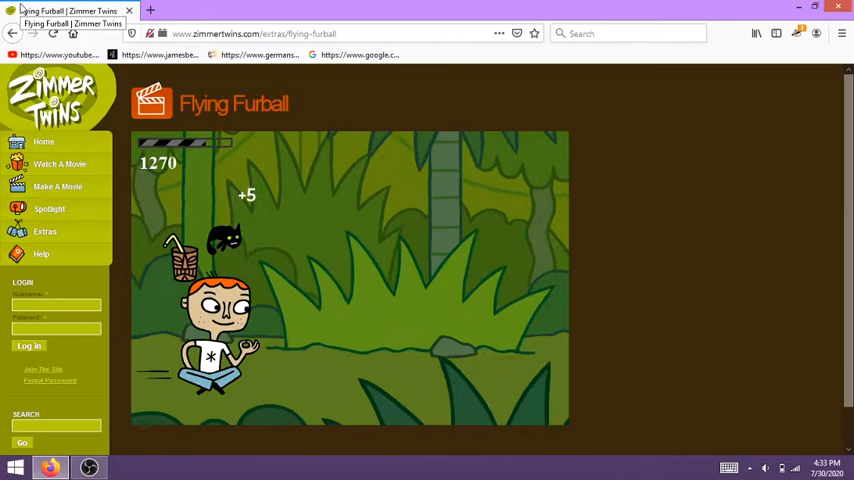 Flying Furball | Zimmer Twins
Flying Furball | Zimmer Twins
www.zimmertwins.com/extras/flying-furball
Search
https://www.youtube....
https://www.jamesbe...
https://www.germans...
https://www.google.c...
ZIMMER
TWINS
Flying Furball
Home
Watch A Movie
Make A Movie
Spotlight
Extras
Help
1270
+5
LOGIN
Nickname:
Password:
Log in
Join The Site
Forgot Password
SEARCH
Go
4:33 PM
7/30/2020